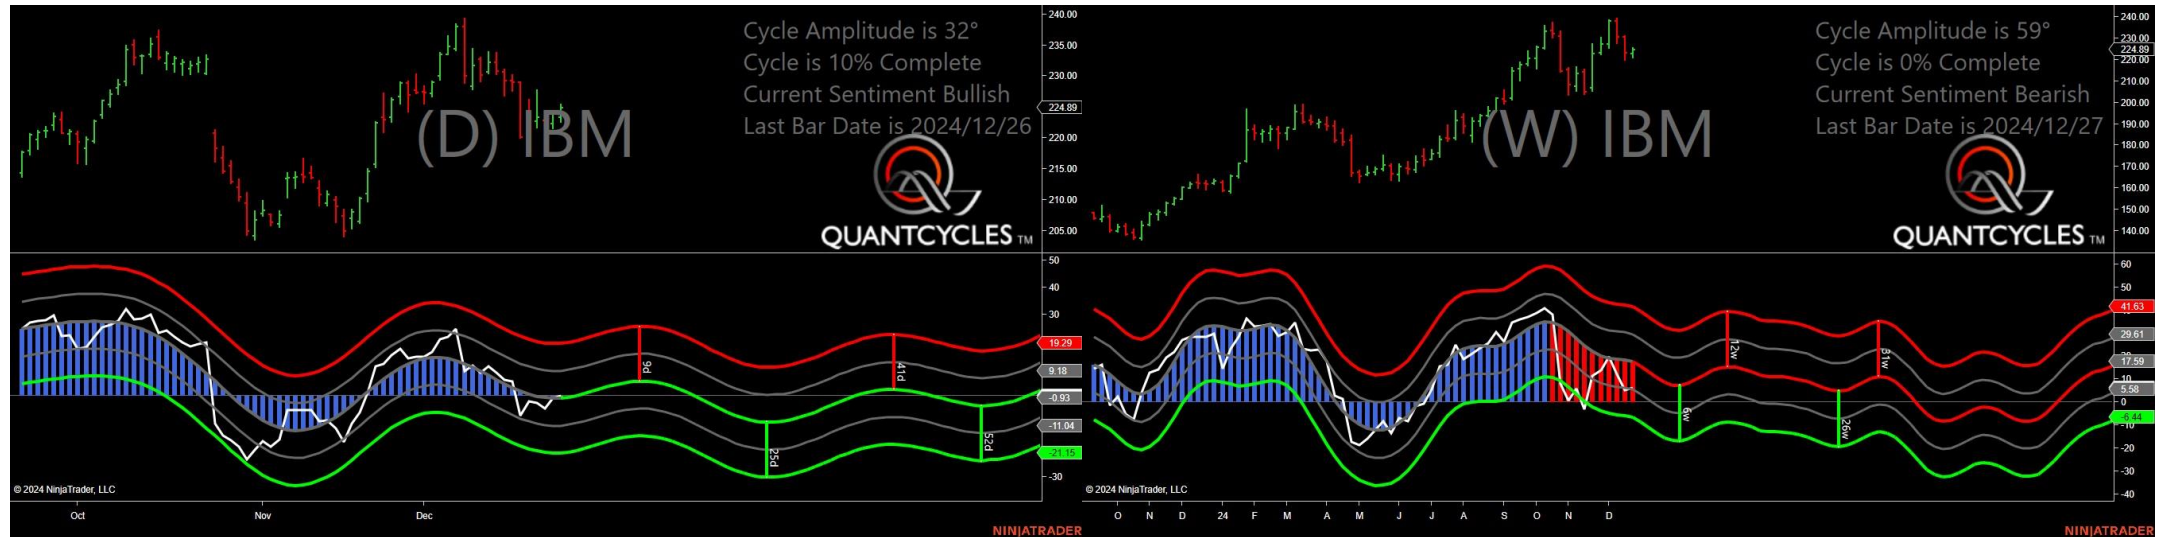 Cycle Amplitude is 32°
Cycle is 10% Complete
Current Sentiment Bullish
Last Bar Date is 2024/12/26
(D) IBM
QUANTCYCLES TM
240.00
235.00
230.00
224.89
220.00
215.00
210.00
205.00
50
40
30
19.29
9.18
-0.93
-11.04
-21.15
-30
9d
25d
41d
52d
© 2024 NinjaTrader, LLC
Oct Nov Dec
NINJATRADER
Cycle Amplitude is 59°
Cycle is 0% Complete
Current Sentiment Bearish
Last Bar Date is 2024/12/27
(W) IBM
QUANTCYCLES TM
240.00
230.00
224.89
220.00
210.00
200.00
190.00
180.00
170.00
160.00
150.00
140.00
60
50
41.63
29.61
17.59
10
5.58
0
-6.44
-10
-20
-30
-40
6w
12w
26w
31w
© 2024 NinjaTrader, LLC
O N D 24 F M A M J J A S O N D
NINJATRADER